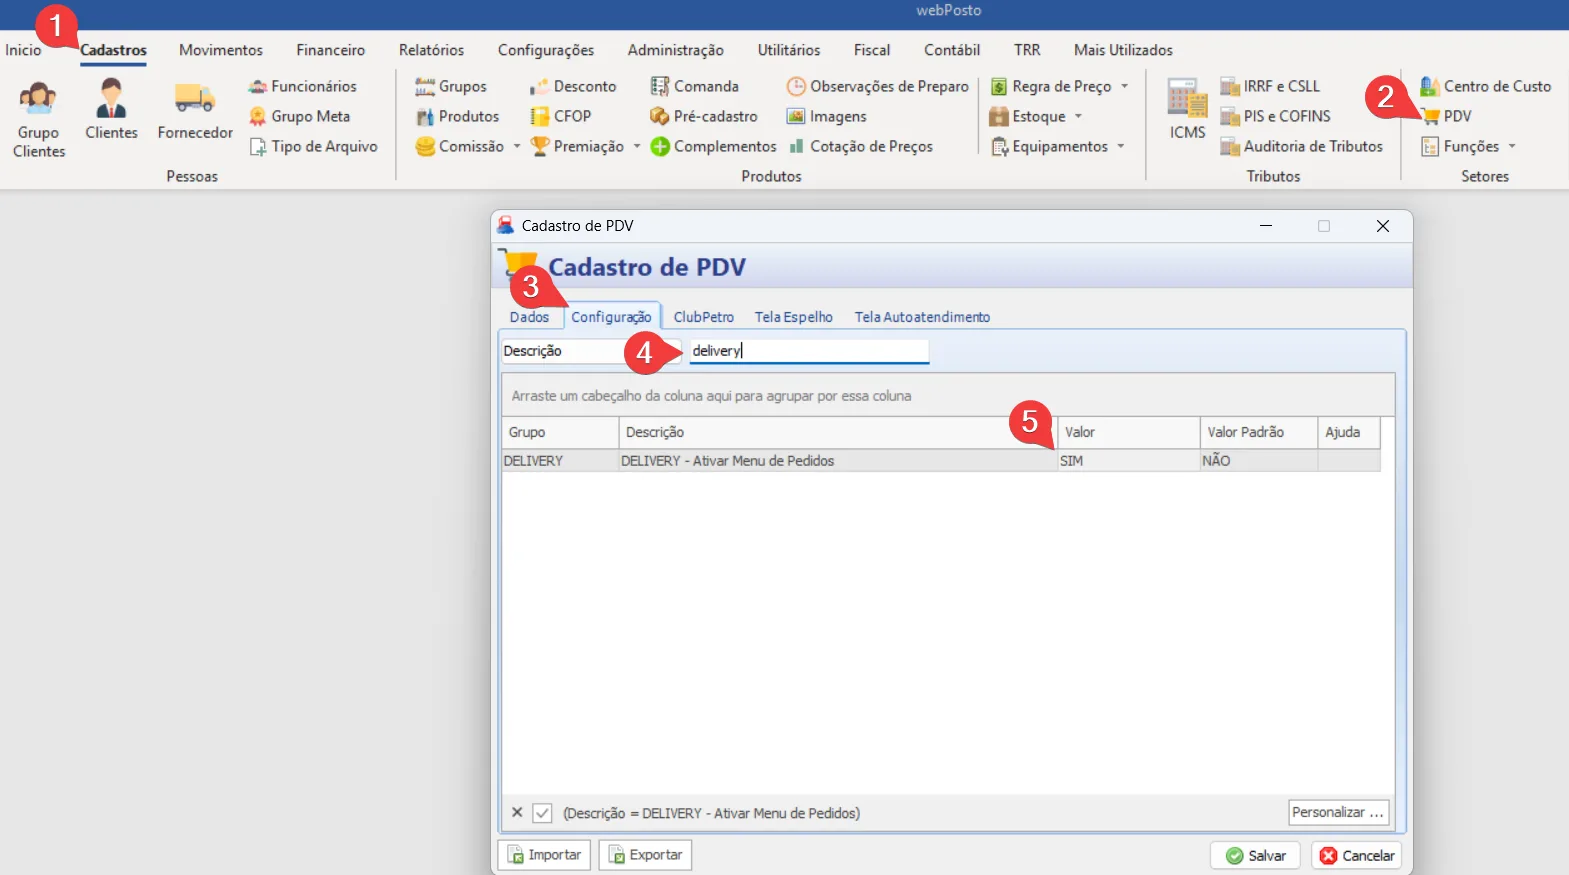 webPosto
1
Inicio Cadastros Movimentos Financeiro Relatórios Configurações Administração Utilitários Fiscal Contábil TRR Mais Utilizados
Grupo Clientes
Clientes
Fornecedor
Funcionários
Grupo Meta
Tipo de Arquivo
Pessoas
Grupos
Produtos
Comissão
Desconto
CFOP
Premiação
Comanda
Pré-cadastro
Complementos
Observações de Preparo
Imagens
Cotação de Preços
Regra de Preço
Estoque
Equipamentos
Produtos
ICMS
IRRF e CSLL
PIS e COFINS
Auditoria de Tributos
Tributos
2
Centro de Custo
PDV
Funções
Setores
Cadastro de PDV
Cadastro de PDV
3
Dados Configuração ClubPetro Tela Espelho Tela Autoatendimento
Descrição 4 delivery
Arraste um cabeçalho da coluna aqui para agrupar por essa coluna
5
Grupo Descrição Valor Valor Padrão Ajuda
DELIVERY DELIVERY - Ativar Menu de Pedidos SIM NÃO
(Descrição = DELIVERY - Ativar Menu de Pedidos) Personalizar ...
Importar Exportar Salvar Cancelar